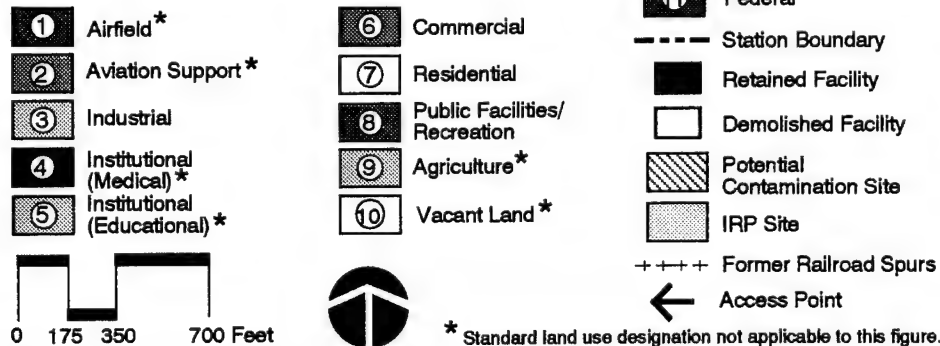 1 Airfield*
2 Aviation Support*
3 Industrial
4 Institutional
(Medical)*
5 Institutional
(Educational)*
0 175 350 700 Feet
6 Commercial
7 Residential
8 Public Facilities/
Recreation
9 Agriculture*
10 Vacant Land*
11 Federal
Station Boundary
Retained Facility
Demolished Facility
Potential
Contamination Site
IRP Site
Former Railroad Spurs
Access Point
* Standard land use designation not applicable to this figure.